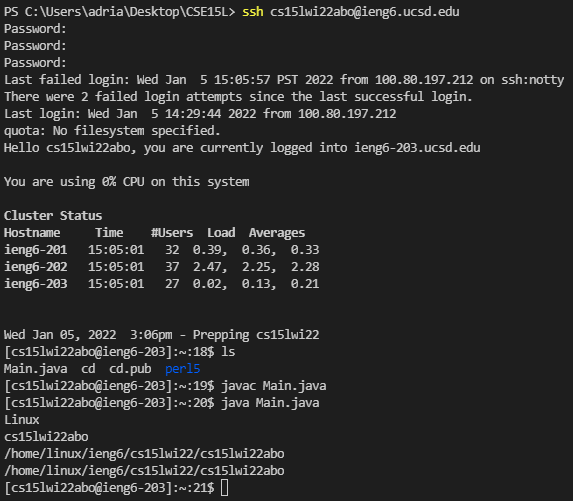 PS C:\Users\adria\Desktop\CSE15L> ssh cs15lwi22abo@ieng6.ucsd.edu
Password:
Password:
Password:
Last failed login: Wed Jan  5 15:05:57 PST 2022 from 100.80.197.212 on ssh:notty
There were 2 failed login attempts since the last successful login.
Last login: Wed Jan  5 14:29:44 2022 from 100.80.197.212
quota: No filesystem specified.
Hello cs15lwi22abo, you are currently logged into ieng6-203.ucsd.edu
You are using 0% CPU on this system
Cluster Status
Hostname     Time    #Users  Load  Averages
ieng6-201   15:05:01   32  0.39,  0.36,  0.33
ieng6-202   15:05:01   37  2.47,  2.25,  2.28
ieng6-203   15:05:01   27  0.02,  0.13,  0.21
Wed Jan 05, 2022  3:06pm - Prepping cs15lwi22
[cs15lwi22abo@ieng6-203]:~:18$ ls
Main.java  cd  cd.pub  perl5
[cs15lwi22abo@ieng6-203]:~:19$ javac Main.java
[cs15lwi22abo@ieng6-203]:~:20$ java Main.java
Linux
cs15lwi22abo
/home/linux/ieng6/cs15lwi22/cs15lwi22abo
/home/linux/ieng6/cs15lwi22/cs15lwi22abo
[cs15lwi22abo@ieng6-203]:~:21$